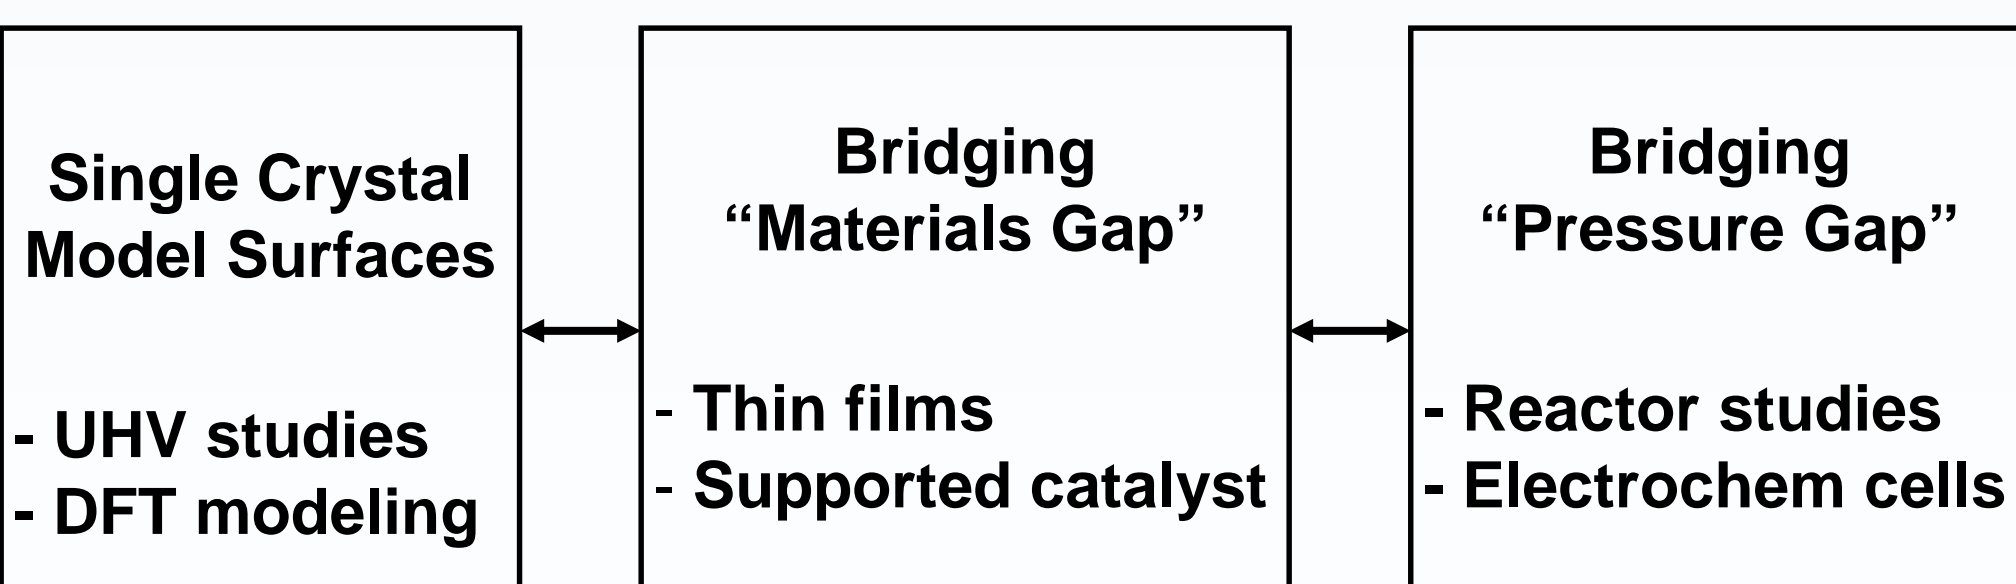 Single Crystal
Model Surfaces
- UHV studies
- DFT modeling
Bridging
“Materials Gap”
- Thin films
- Supported catalyst
Bridging
“Pressure Gap”
- Reactor studies
- Electrochem cells